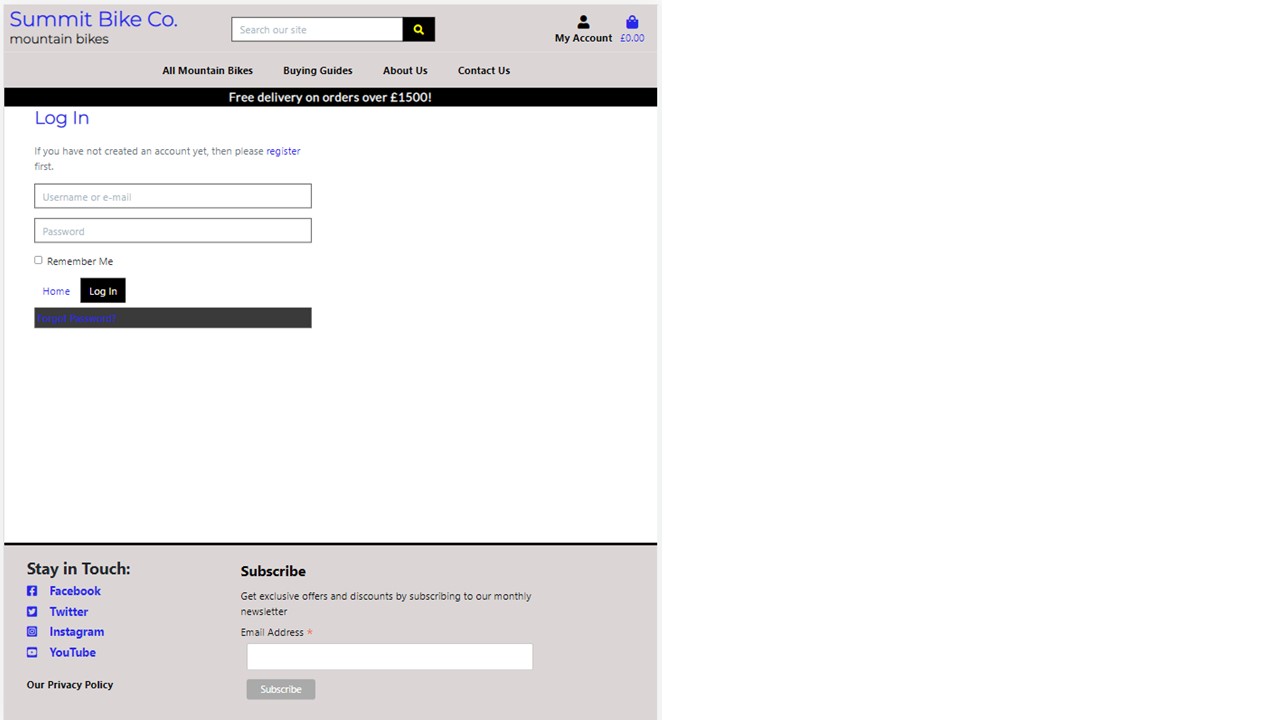 Summit Bike Co.
mountain bikes
Search our site
My Account
£0.00
All Mountain Bikes
Buying Guides
About Us
Contact Us
Free delivery on orders over £1500!
Log In
If you have not created an account yet, then please register
first.
Username or e-mail
Password
Remember Me
Home
Log In
Forgot Password?
Stay in Touch:
Facebook
Twitter
Instagram
YouTube
Our Privacy Policy
Subscribe
Get exclusive offers and discounts by subscribing to our monthly
newsletter
Email Address *
Subscribe